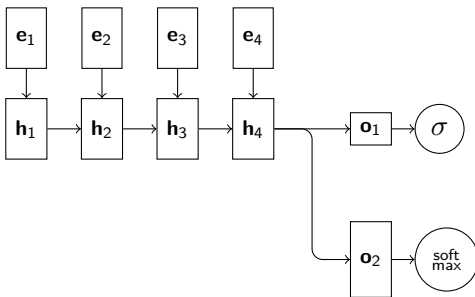 e₁ e₂ e₃ e₄
h₁ h₂ h₃ h₄ o₁ σ
o₂ soft
max